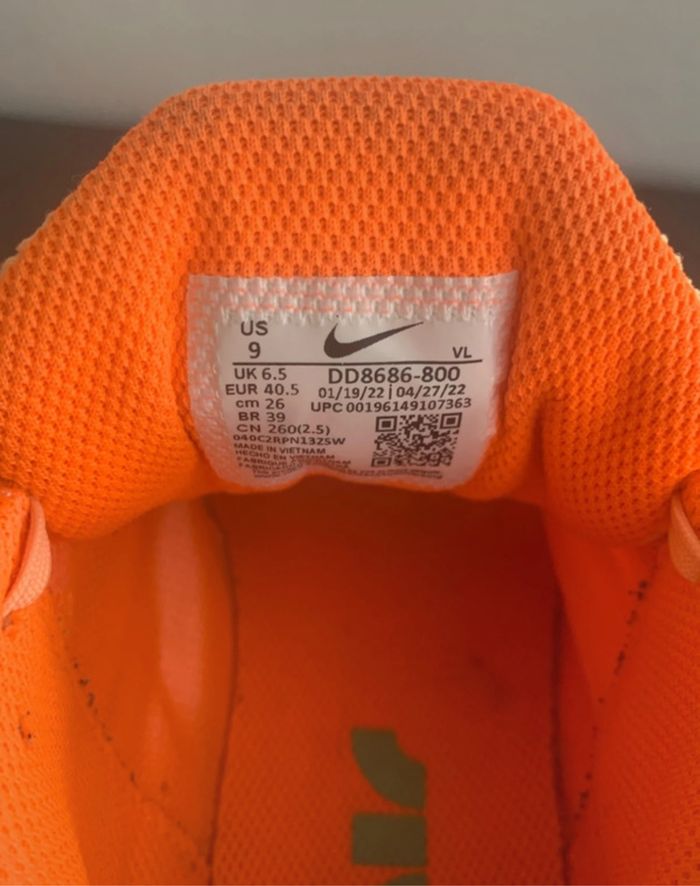 US
9
VL
UK 6.5
DD8686-800
EUR 40.5
01/19/22 | 04/27/22
cm 26
UPC 00196149107363
BR 39
CN 260(2.5)
040C2RPN132SW
MADE IN VIETNAM
HECHO EN VIETNAM